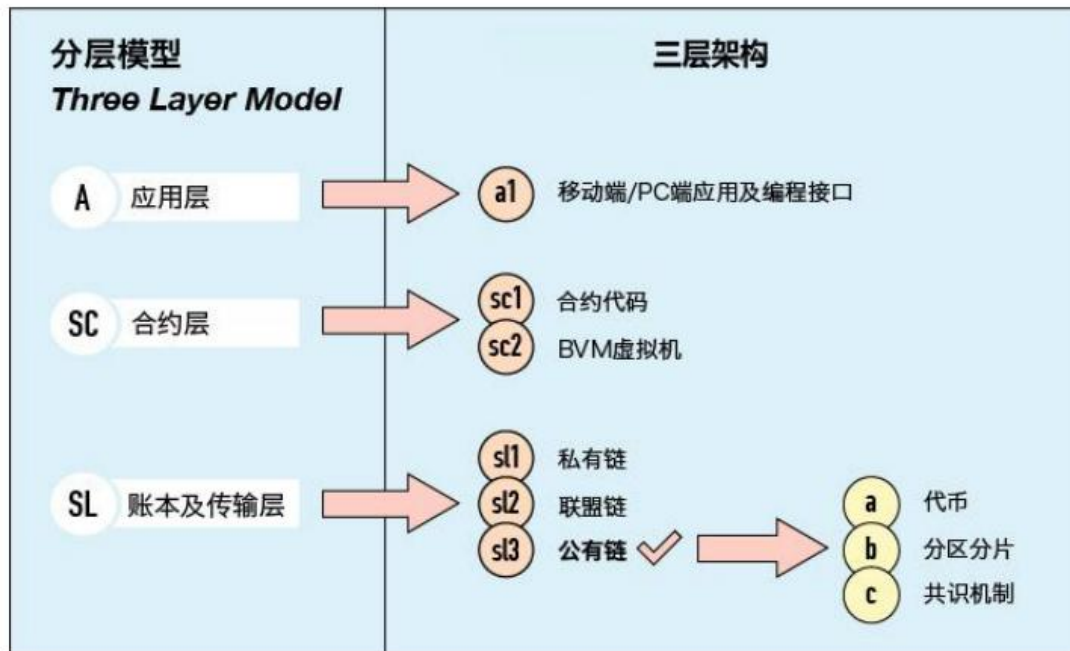 分层模型
Three Layer Model
三层架构
A 应用层
a1 移动端/PC端应用及编程接口
SC 合约层
sc1 合约代码
sc2 BVM虚拟机
SL 账本及传输层
sl1 私有链
sl2 联盟链
sl3 公有链
a 代币
b 分区分片
c 共识机制